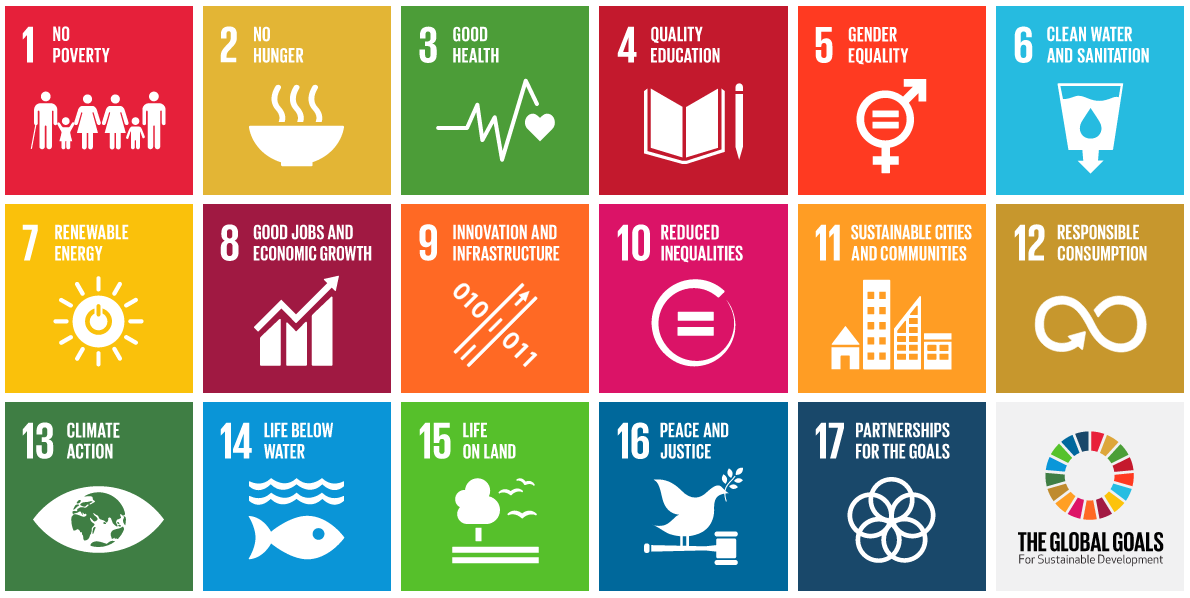 1 NO
POVERTY
2 NO
HUNGER
3 GOOD
HEALTH
4 QUALITY
EDUCATION
5 GENDER
EQUALITY
6 CLEAN WATER
AND SANITATION
7 RENEWABLE
ENERGY
8 GOOD JOBS AND
ECONOMIC GROWTH
9 INNOVATION AND
INFRASTRUCTURE
010
011
10 REDUCED
INEQUALITIES
11 SUSTAINABLE CITIES
AND COMMUNITIES
12 RESPONSIBLE
CONSUMPTION
13 CLIMATE
ACTION
14 LIFE BELOW
WATER
15 LIFE
ON LAND
16 PEACE AND
JUSTICE
17 PARTNERSHIPS
FOR THE GOALS
THE GLOBAL GOALS
For Sustainable Development